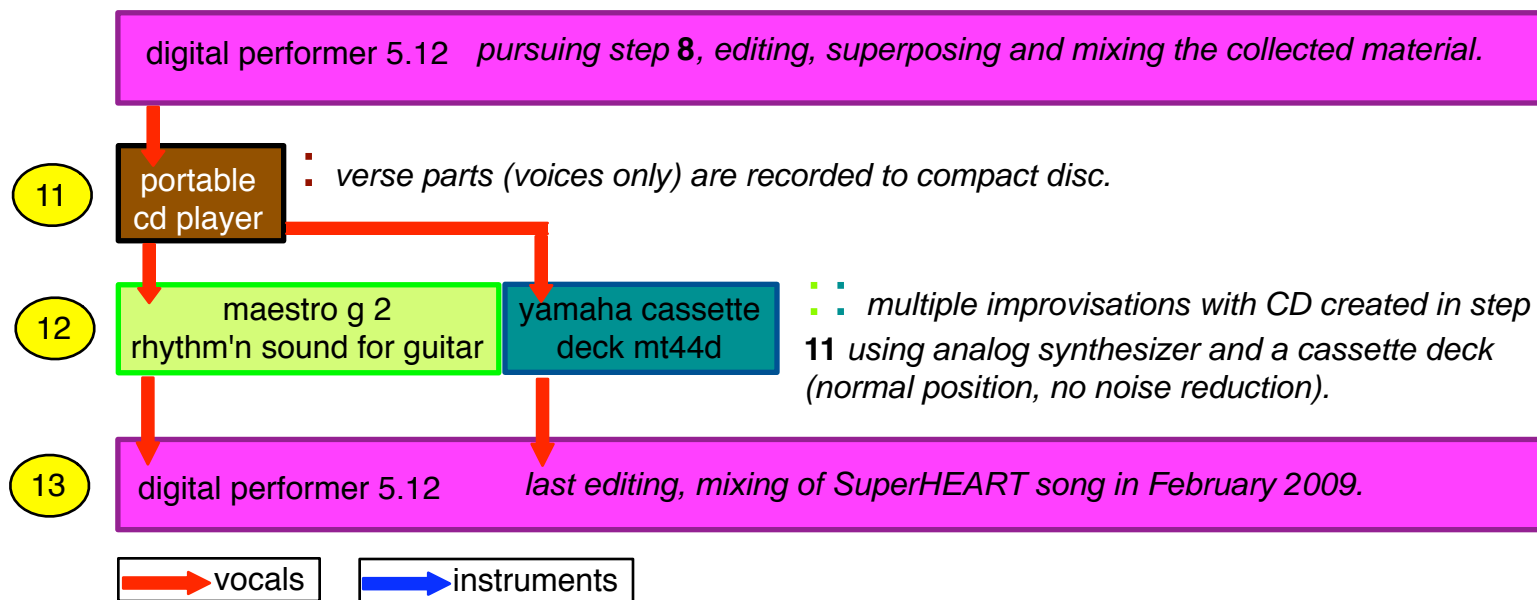 digital performer 5.12 pursuing step 8, editing, superposing and mixing the collected material.
11
portable
cd player
: verse parts (voices only) are recorded to compact disc.
12
maestro g 2
rhythm'n sound for guitar
yamaha cassette
deck mt44d
: : multiple improvisations with CD created in step
11 using analog synthesizer and a cassette deck
(normal position, no noise reduction).
13
digital performer 5.12 last editing, mixing of SuperHEART song in February 2009.
vocals
instruments